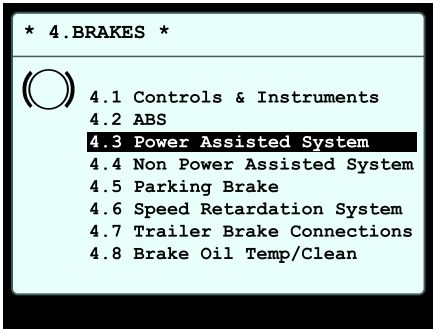 * 4.BRAKES *
4.1 Controls & Instruments
4.2 ABS
4.3 Power Assisted System
4.4 Non Power Assisted System
4.5 Parking Brake
4.6 Speed Retardation System
4.7 Trailer Brake Connections
4.8 Brake Oil Temp/Clean